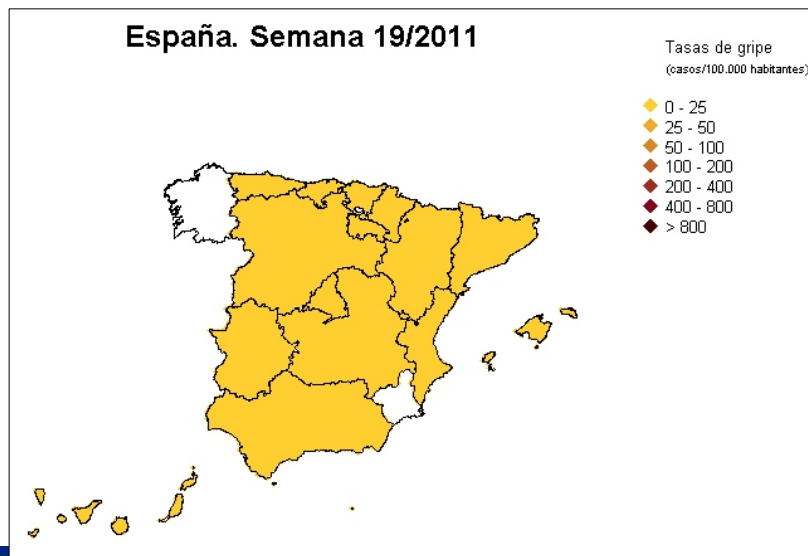 España. Semana 19/2011
Tasas de gripe
(casos/100.000 habitantes)
0 - 25
25 - 50
50 - 100
100 - 200
200 - 400
400 - 800
> 800